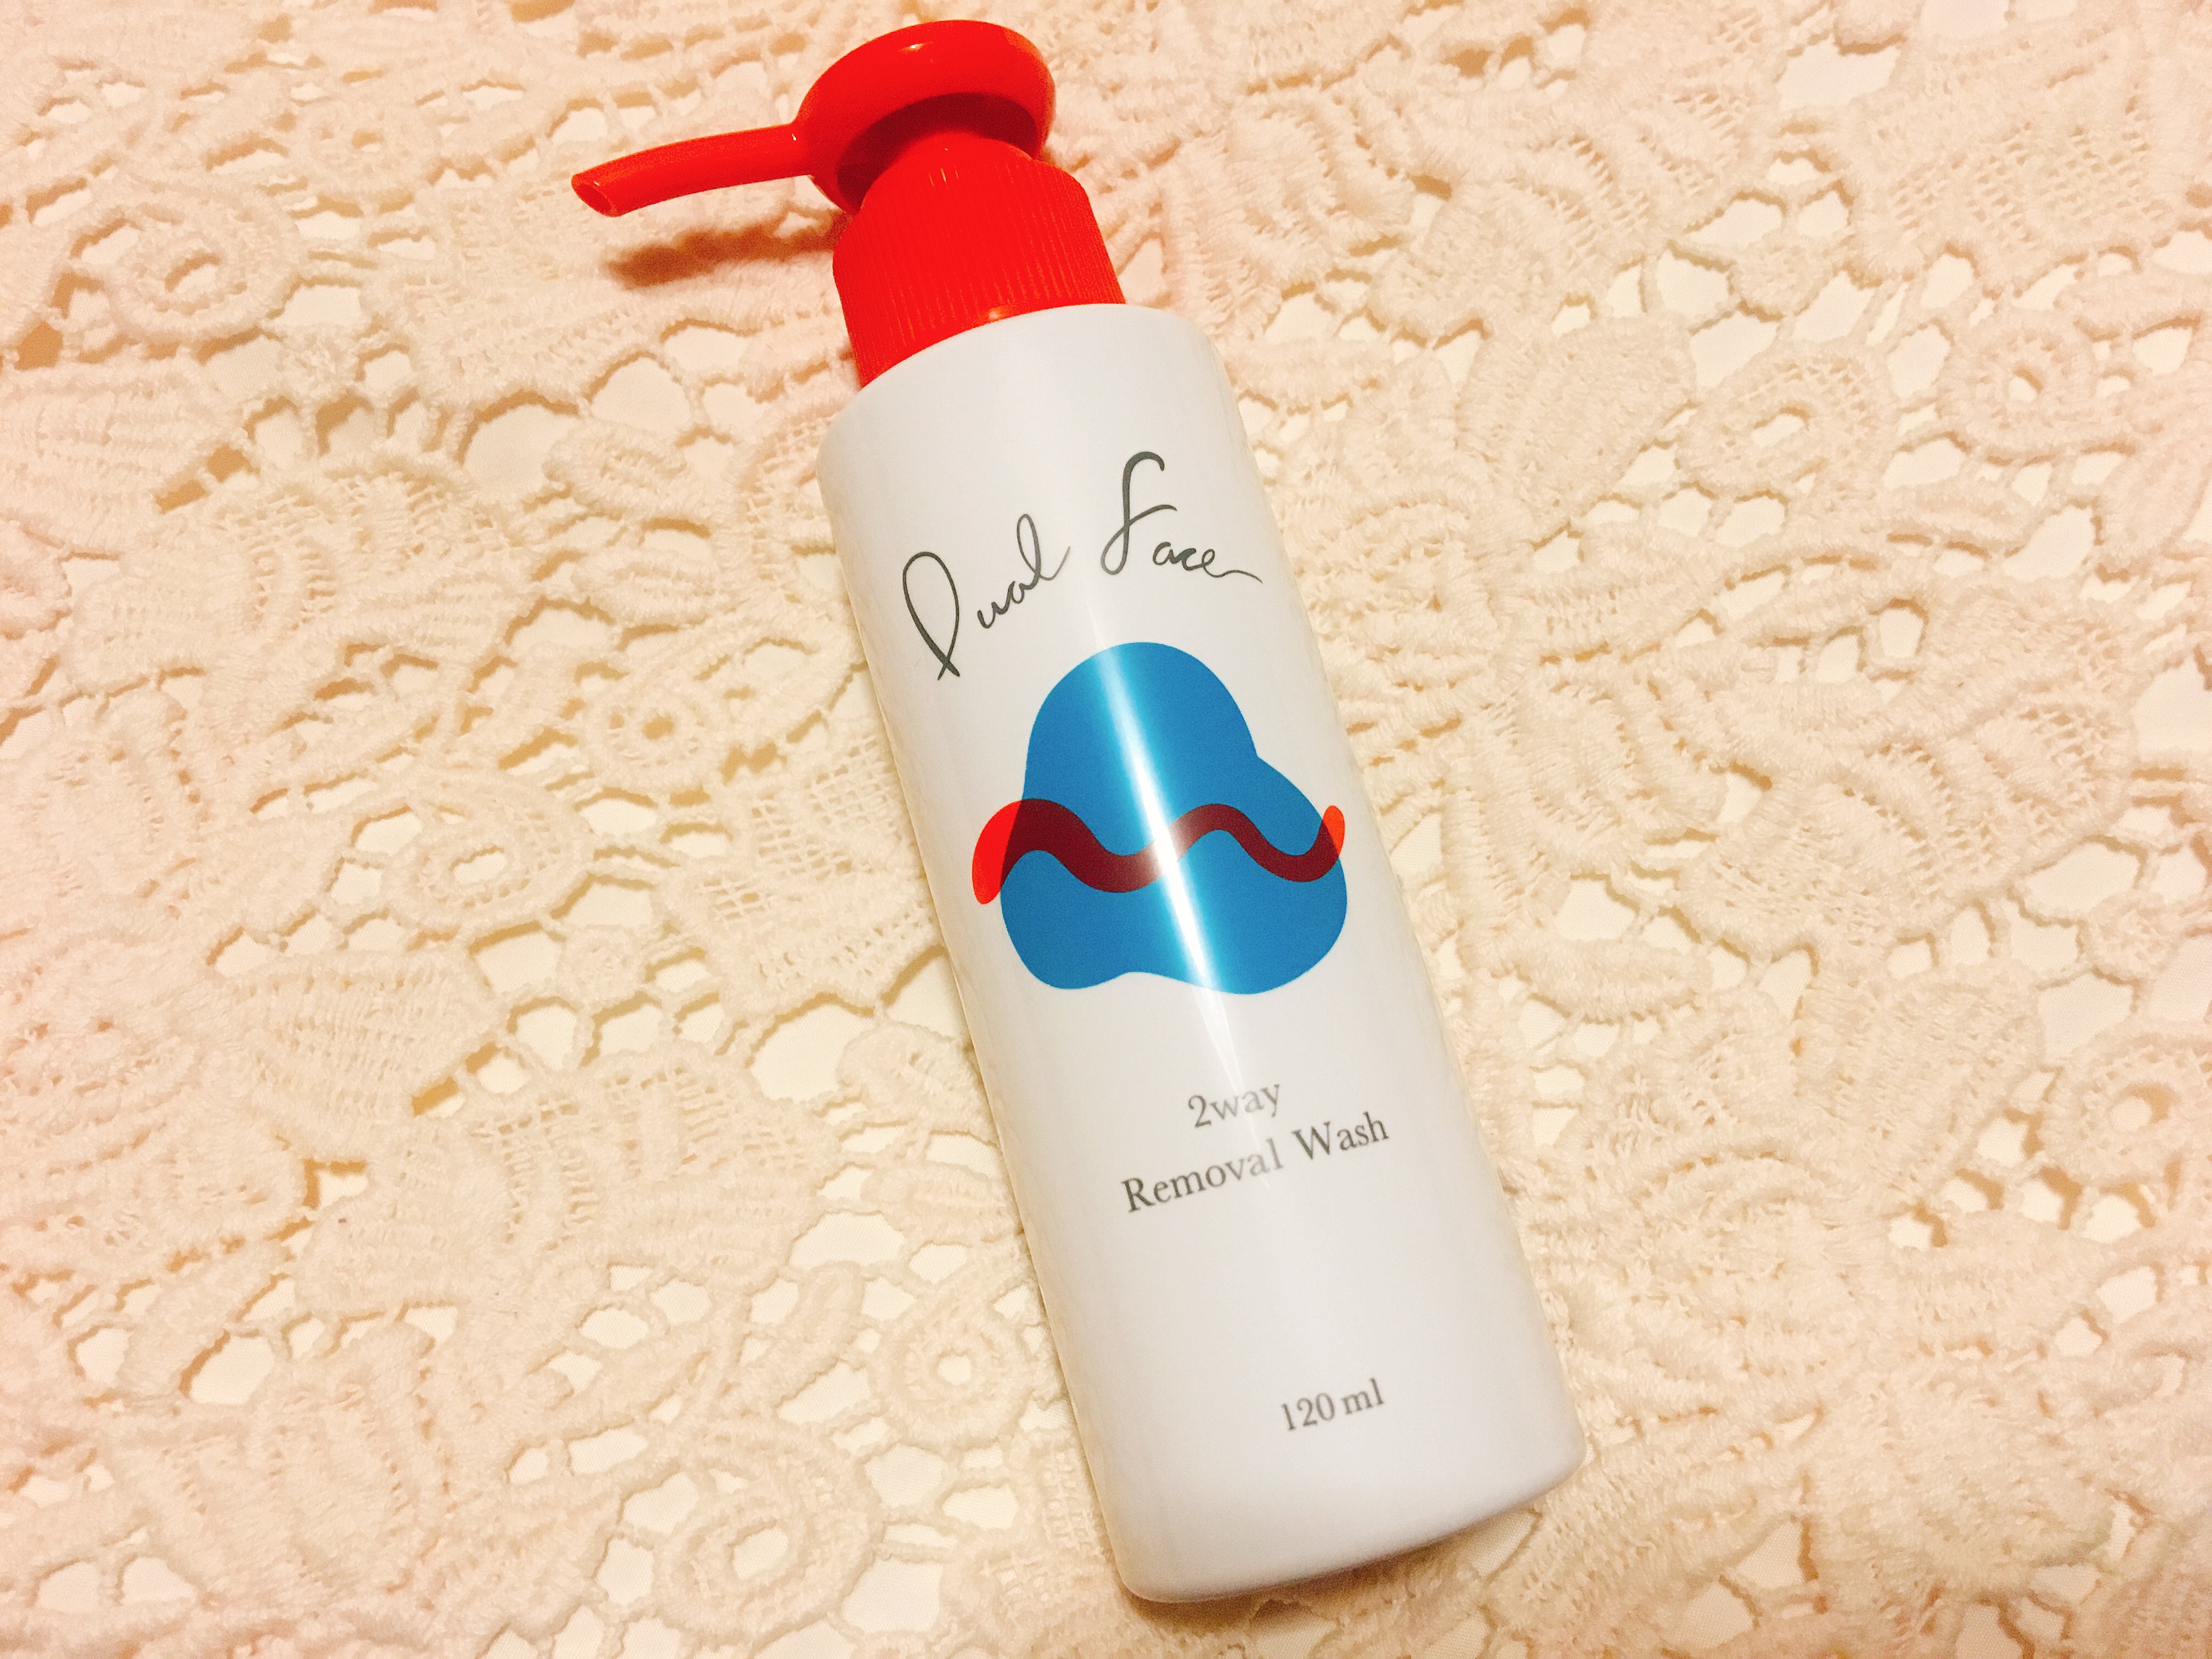 Dual Face
2way
Removal Wash
120 ml